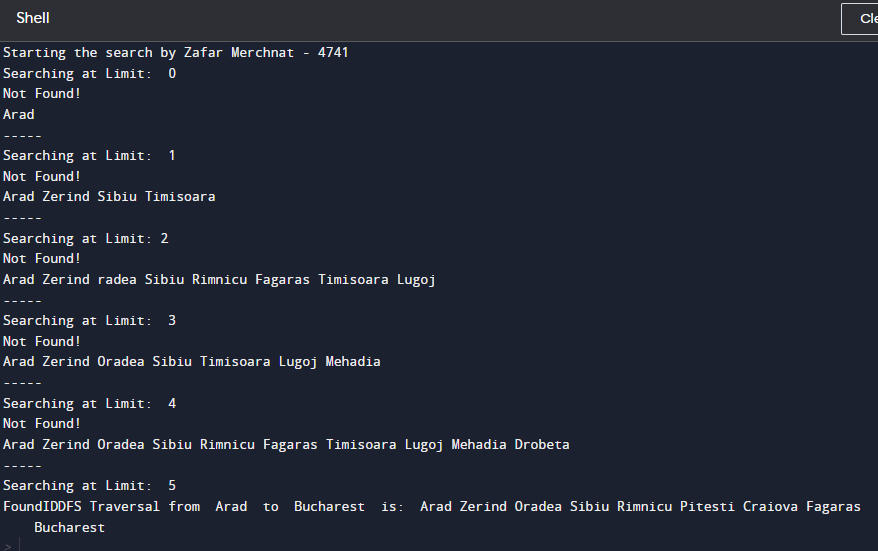 Shell
Cle
Starting the search by Zafar Merchnat - 4741
Searching at Limit:  0
Not Found!
Arad
-----
Searching at Limit:  1
Not Found!
Arad Zerind Sibiu Timisoara
-----
Searching at Limit: 2
Not Found!
Arad Zerind radea Sibiu Rimnicu Fagaras Timisoara Lugoj
-----
Searching at Limit:  3
Not Found!
Arad Zerind Oradea Sibiu Timisoara Lugoj Mehadia
-----
Searching at Limit:  4
Not Found!
Arad Zerind Oradea Sibiu Rimnicu Fagaras Timisoara Lugoj Mehadia Drobeta
-----
Searching at Limit:  5
FoundIDDFS Traversal from  Arad  to  Bucharest  is:  Arad Zerind Oradea Sibiu Rimnicu Pitesti Craiova Fagaras
    Bucharest
>